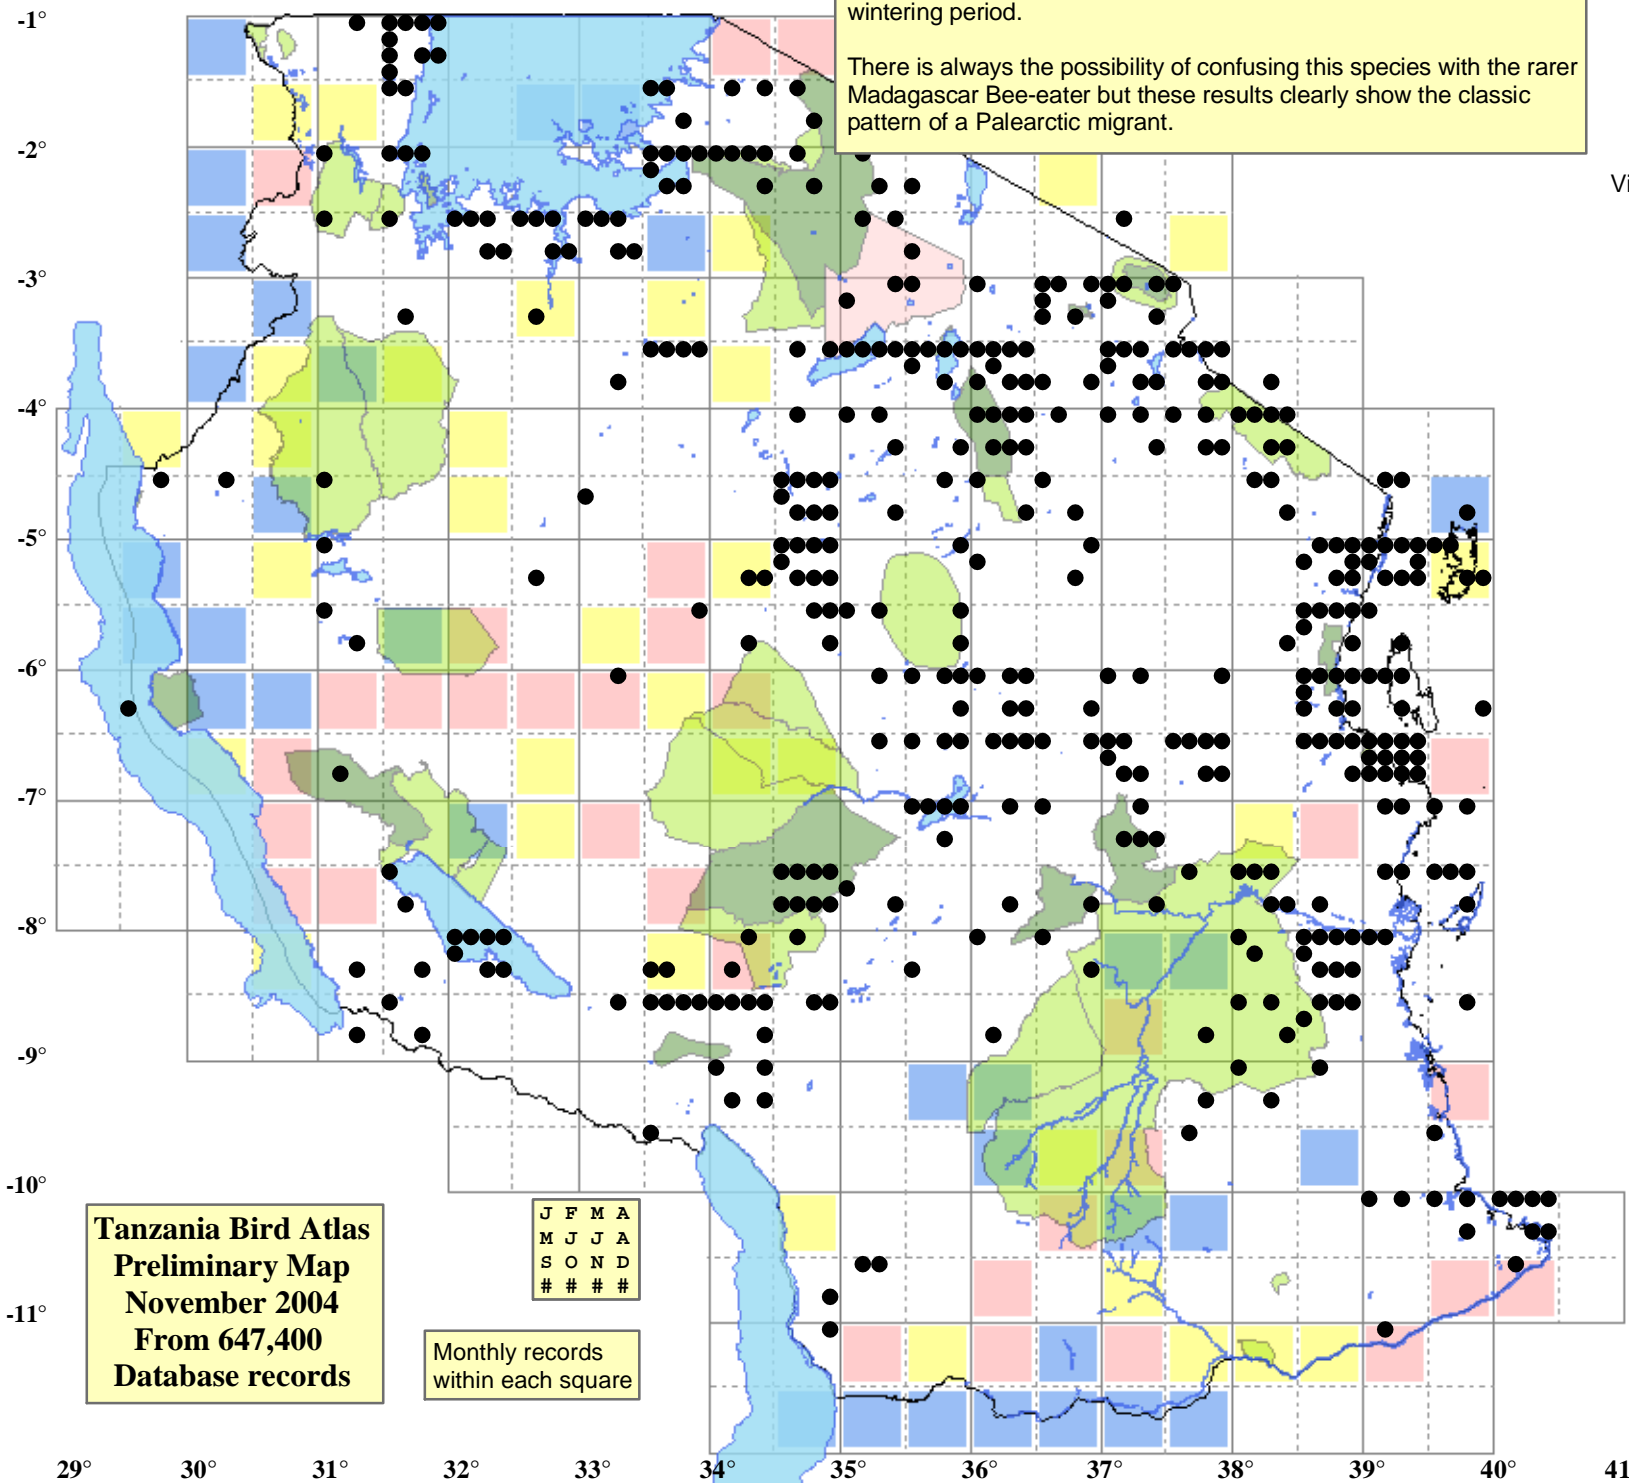 wintering period.
There is always the possibility of confusing this species with the rarer
Madagascar Bee-eater but these results clearly show the classic
pattern of a Palearctic migrant.
Vi
-1°
-2°
-3°
-4°
-5°
-6°
-7°
-8°
-9°
-10°
-11°
Tanzania Bird Atlas
Preliminary Map
November 2004
From 647,400
Database records
J F M A
M J J A
S O N D
# # # #
Monthly records
within each square
29° 30° 31° 32° 33° 34° 35° 36° 37° 38° 39° 40° 41